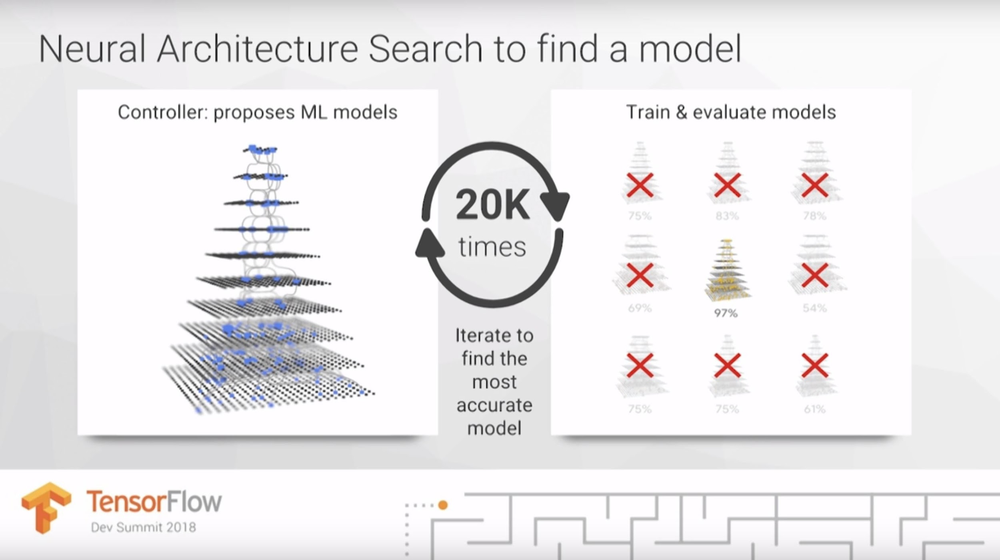 Neural Architecture Search to find a model
Controller: proposes ML models
20K
times
Iterate to
find the
most
accurate
model
Train & evaluate models
75% 83% 78%
69% 97% 54%
75% 75% 61%
TensorFlow
Dev Summit 2018